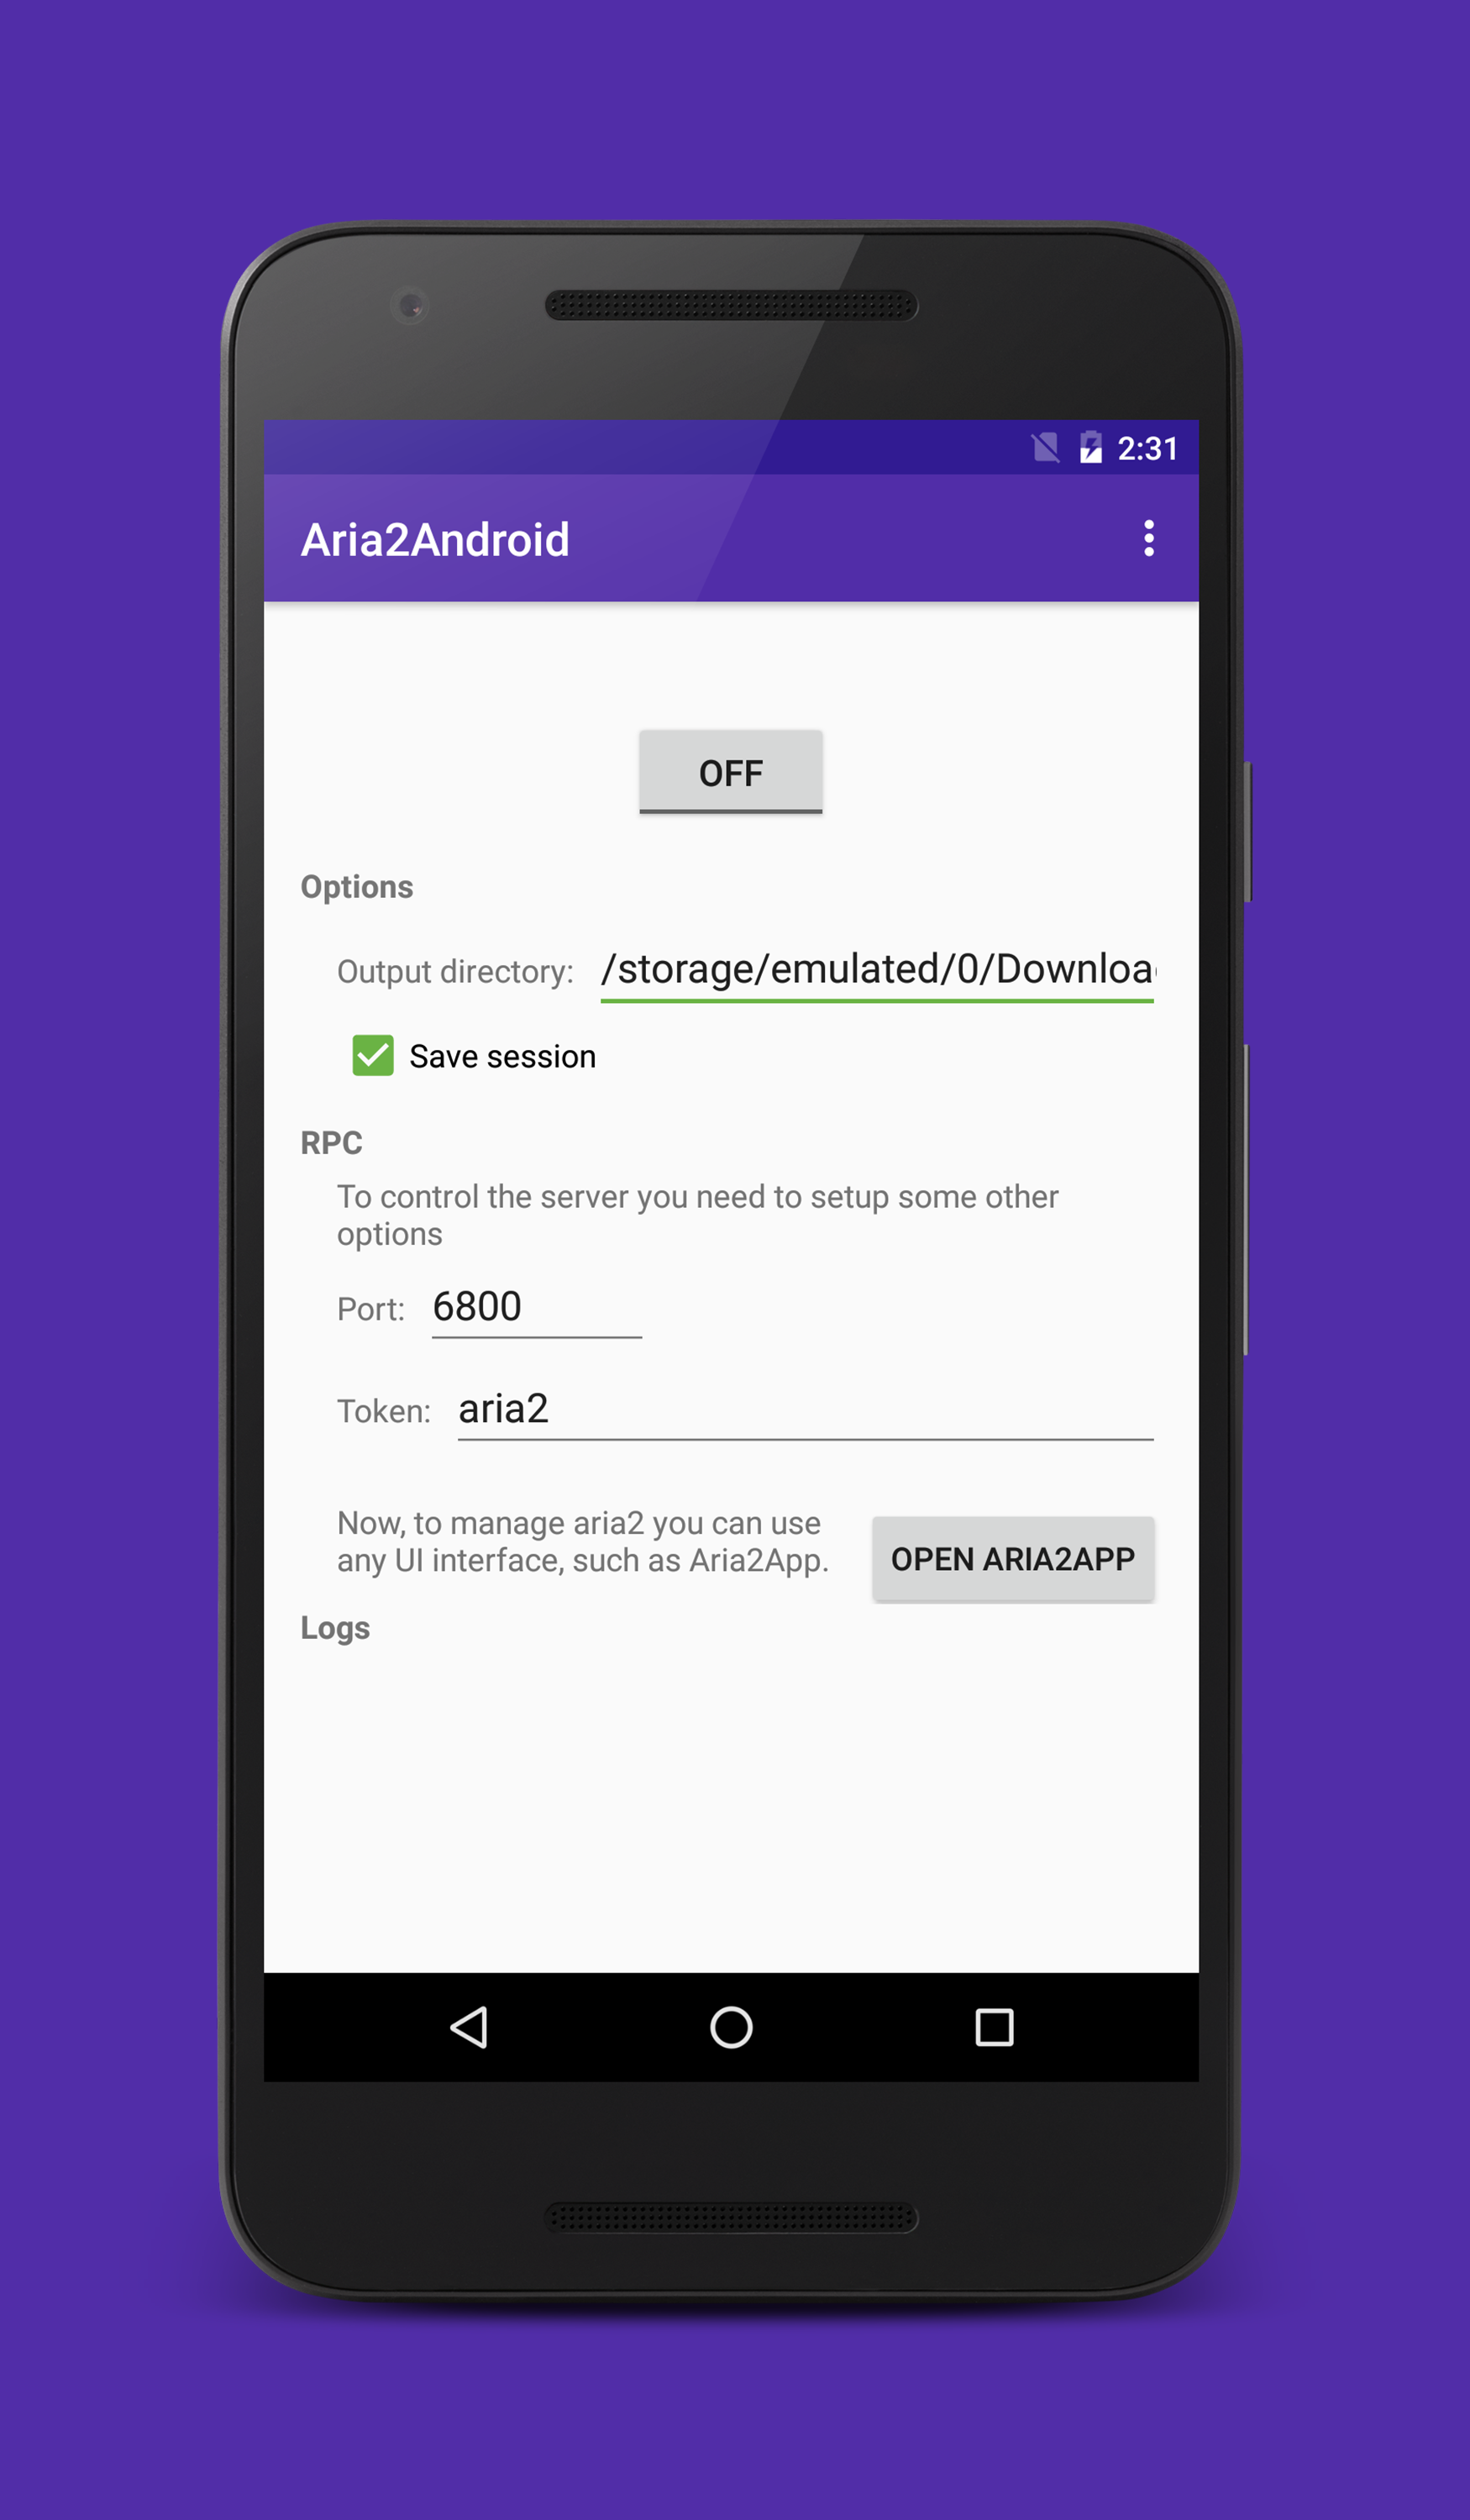 2:31
Aria2Android
OFF
Options
Output directory: /storage/emulated/0/Downloa
Save session
RPC
To control the server you need to setup some other
options
Port: 6800
Token: aria2
Now, to manage aria2 you can use
any UI interface, such as Aria2App.
OPEN ARIA2APP
Logs